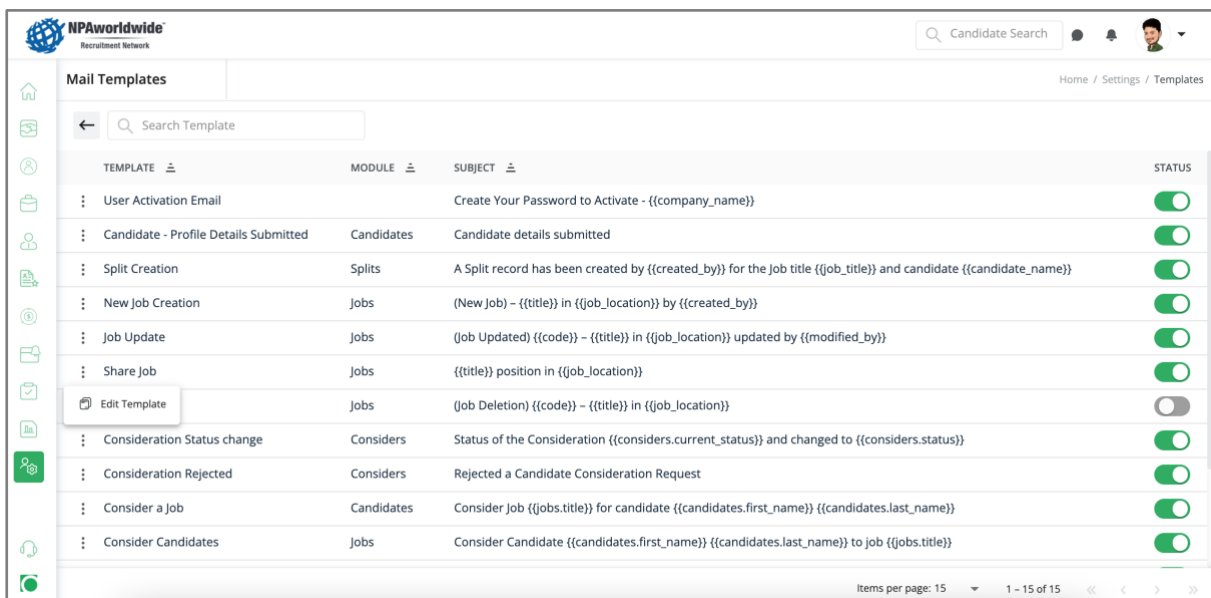 NPAworldwide™
Recruitment Network
Candidate Search
Mail Templates
Home / Settings / Templates
Search Template
TEMPLATE MODULE SUBJECT STATUS
User Activation Email Create Your Password to Activate - {{company_name}}
Candidate - Profile Details Submitted Candidates Candidate details submitted
Split Creation Splits A Split record has been created by {{created_by}} for the Job title {{job_title}} and candidate {{candidate_name}}
New Job Creation Jobs (New Job) – {{title}} in {{job_location}} by {{created_by}}
Job Update Jobs (Job Updated) {{code}} – {{title}} in {{job_location}} updated by {{modified_by}}
Share Job Jobs {{title}} position in {{job_location}}
Edit Template Jobs (Job Deletion) {{code}} – {{title}} in {{job_location}}
Consideration Status change Considers Status of the Consideration {{considers.current_status}} and changed to {{considers.status}}
Consideration Rejected Considers Rejected a Candidate Consideration Request
Consider a Job Candidates Consider Job {{jobs.title}} for candidate {{candidates.first_name}} {{candidates.last_name}}
Consider Candidates Jobs Consider Candidate {{candidates.first_name}} {{candidates.last_name}} to job {{jobs.title}}
Items per page: 15 1 – 15 of 15